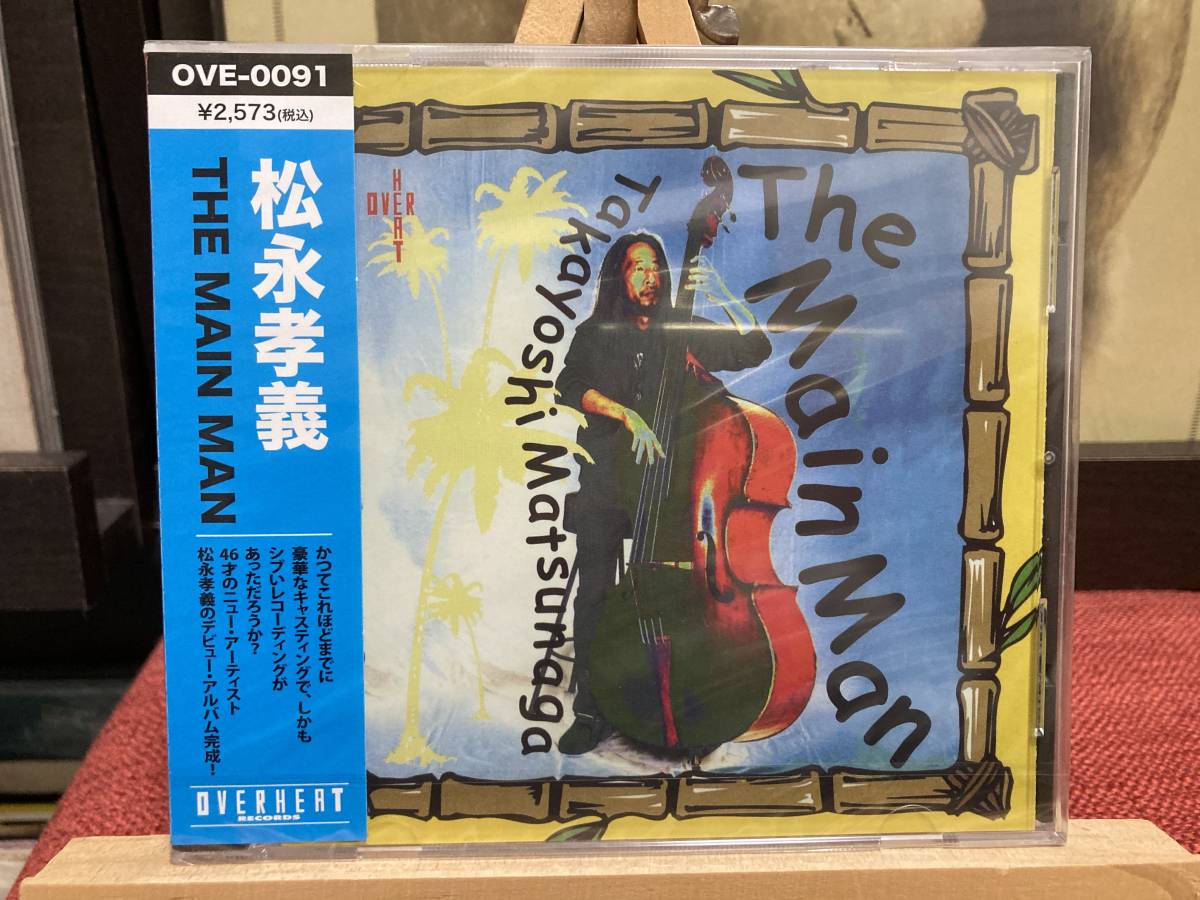 OVE-0091
¥2,573(税込)
松永孝義
THE MAIN MAN
かつてこれほどまでに
豪華なキャスティングで、しかも
シブいレコーディングが
あっただろうか？
46才のニュー・アーティスト
松永孝義のデビュー・アルバム完成！
OVERHEAT
RECORDS
OVER
HEAT
The Main Man
Takayoshi Matsunaga